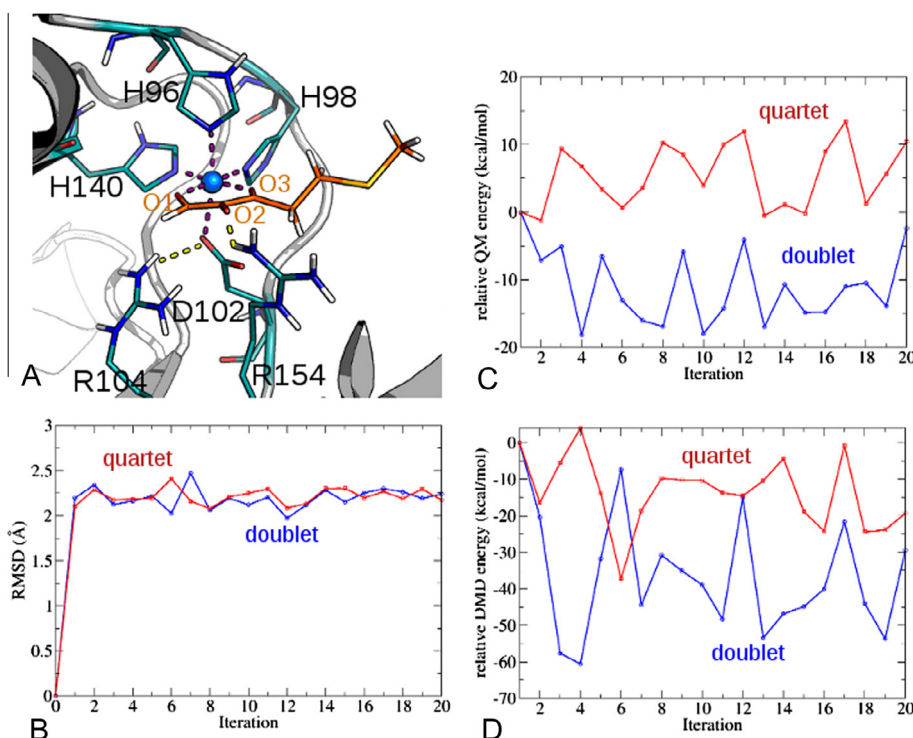 H96
H98
H140
O1
O3
O2
D102
R104
R154
A
20
10
0
-10
-20
relative QM energy (kcal/mol)
quartet
doublet
2 4 6 8 10 12 14 16 18 20
Iteration
C
3
2.5
2
1.5
1
0.5
0
RMSD (Å)
quartet
doublet
0 2 4 6 8 10 12 14 16 18 20
Iteration
B
0
-10
-20
-30
-40
-50
-60
-70
relative DMD energy (kcal/mol)
quartet
doublet
2 4 6 8 10 12 14 16 18 20
Iteration
D